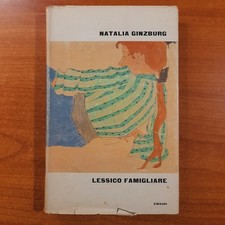 NATALIA GINZBURG
LESSICO FAMIGLIARE
EINAUDI